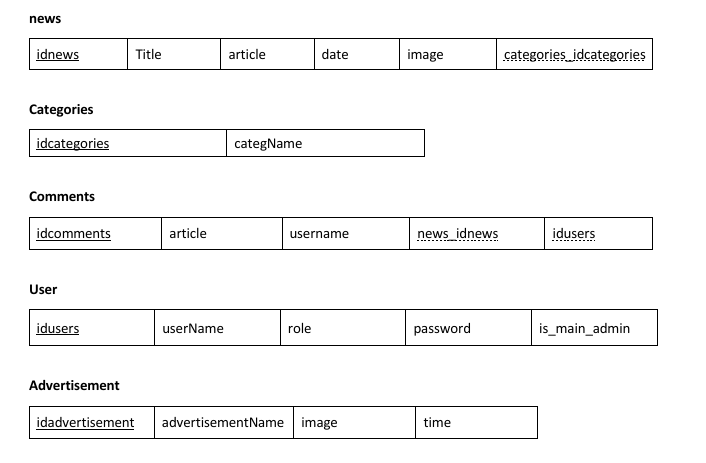 news
idnews Title article date image categories_idcategories
Categories
idcategories categName
Comments
idcomments article username news_idnews idusers
User
idusers userName role password is_main_admin
Advertisement
idadvertisement advertisementName image time